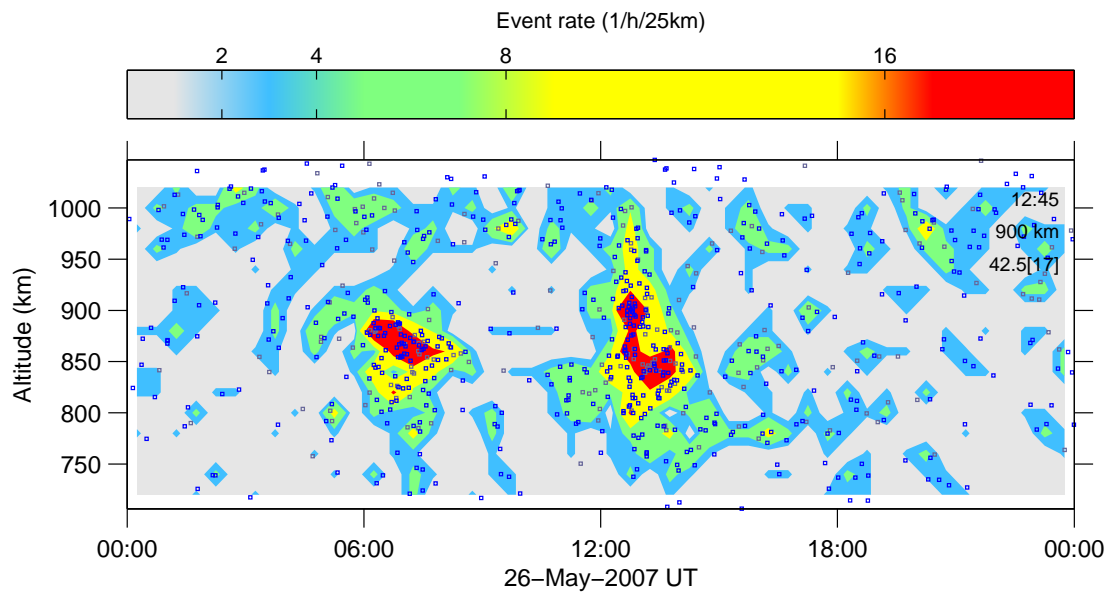 Event rate (1/h/25km)
2 4 8 16
Altitude (km)
1000
950
900
850
800
750
12:45
900 km
42.5[17]
00:00 06:00 12:00 18:00 00:00
26−May−2007 UT